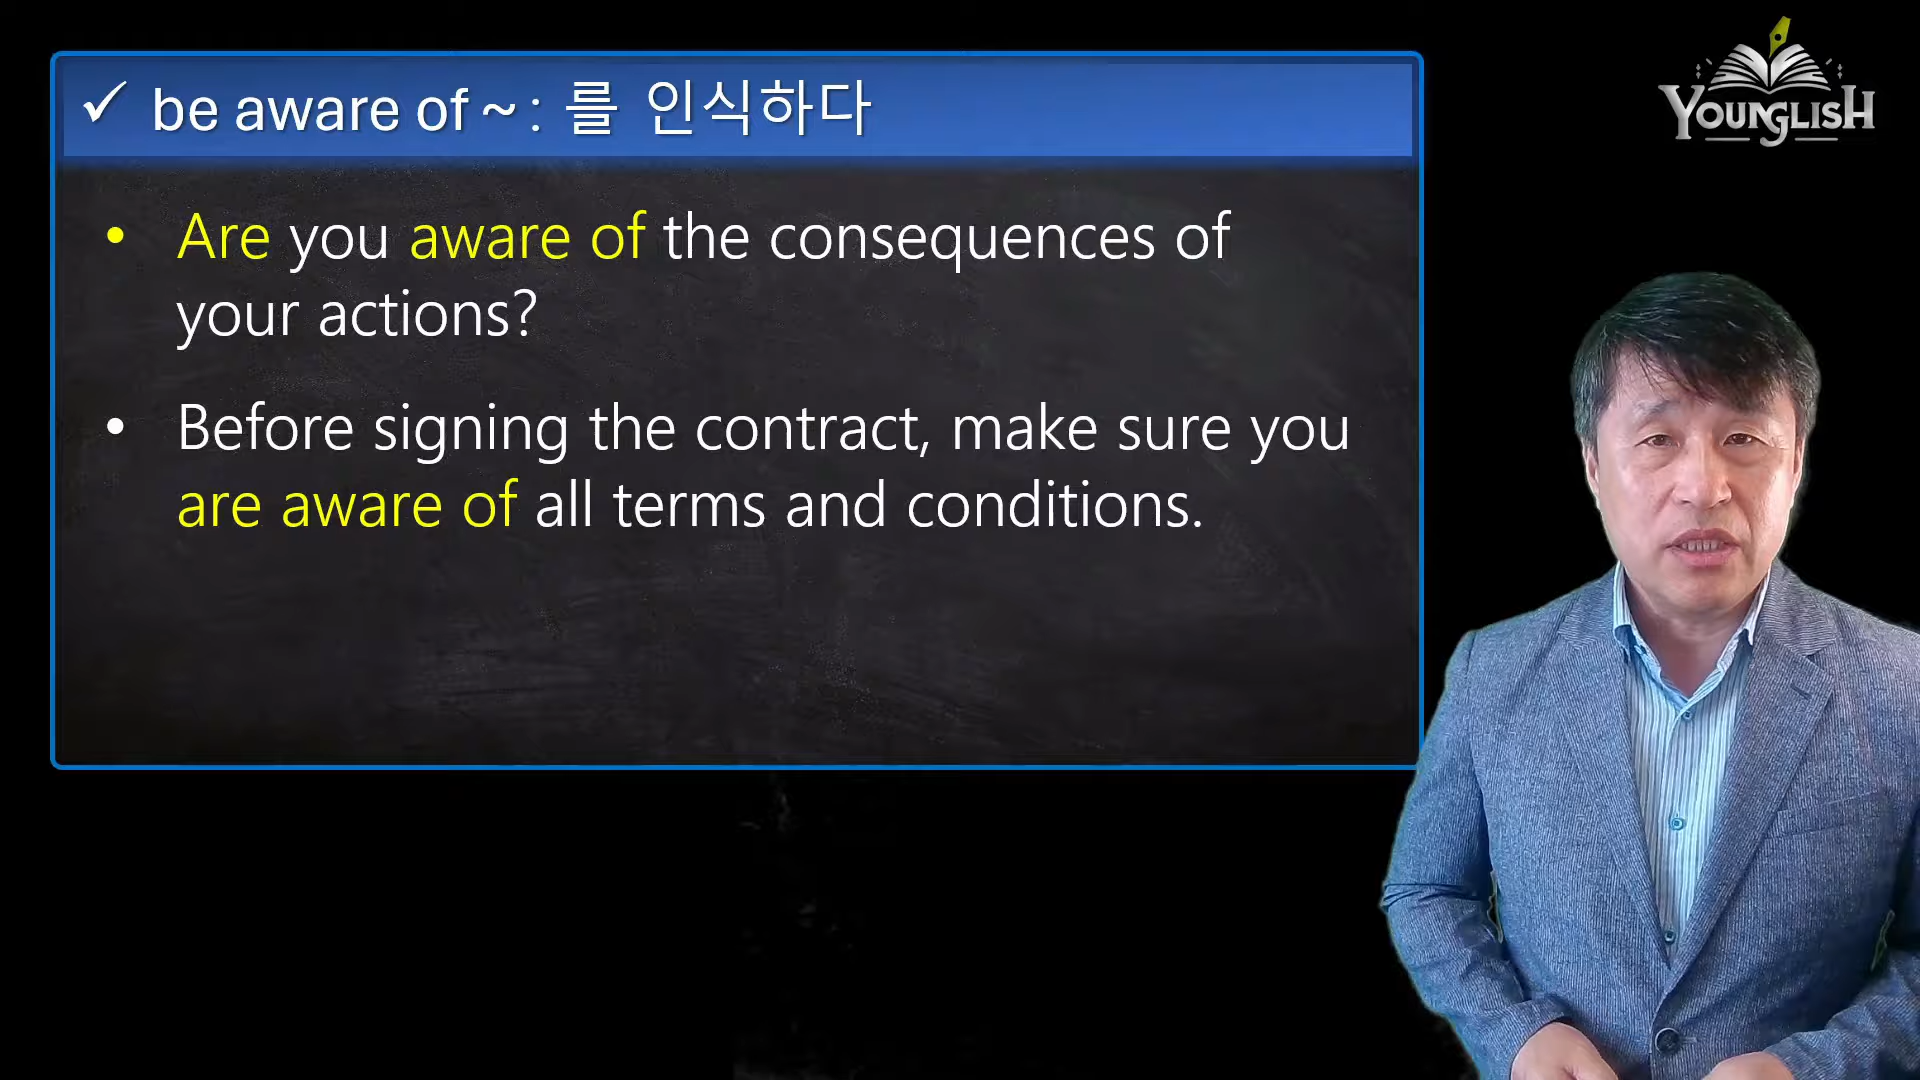 ✓ be aware of ~ : 를 인식하다
• Are you aware of the consequences of
your actions?
• Before signing the contract, make sure you
are aware of all terms and conditions.
YOUNGLISH